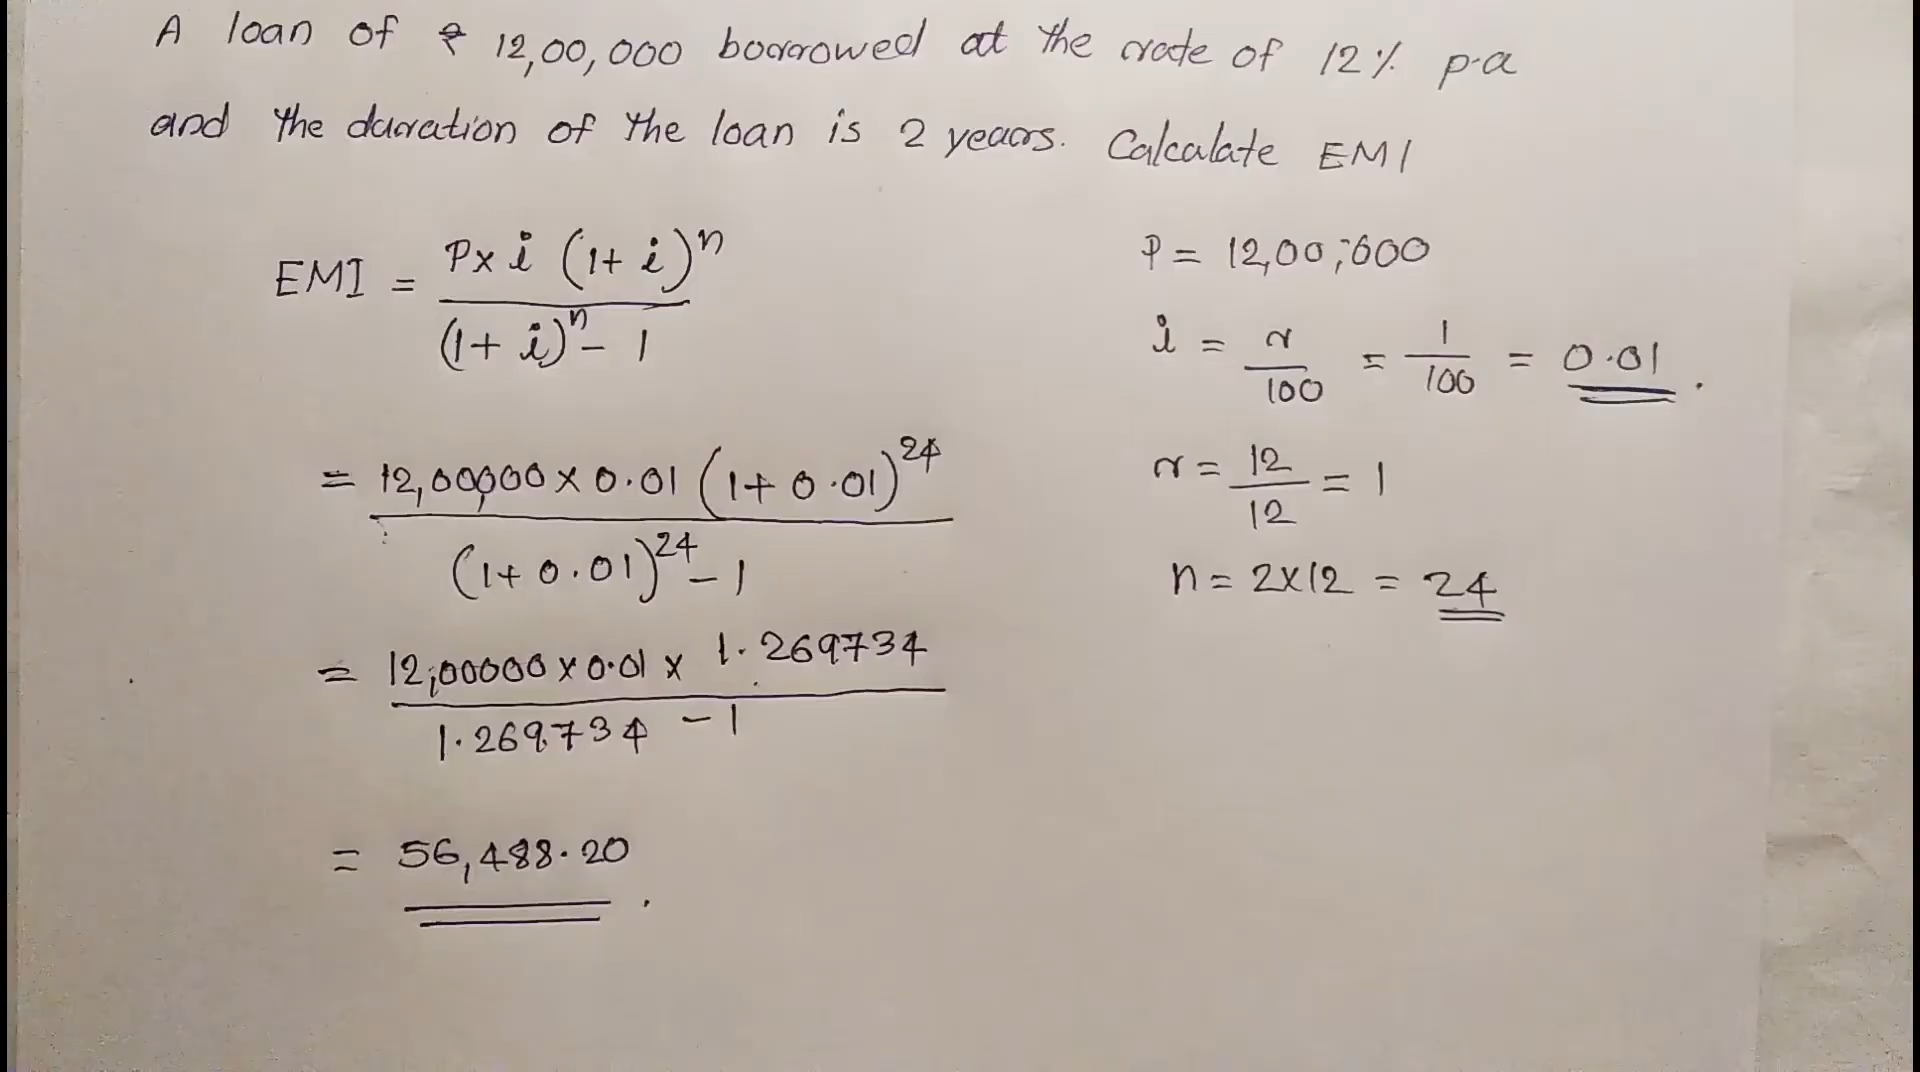 A loan of ₹ 12,00,000 borrowed at the rate of 12% p.a
and the duration of the loan is 2 years. Calculate EMI
EMI = P x i (1+ i)^n / (1+ i)^n - 1
P = 12,00,000
i = r/100 = 1/100 = 0.01.
= 12,00,000 x 0.01 (1+ 0.01)^24 / (1+ 0.01)^24 - 1
r = 12/12 = 1
n = 2x12 = 24
= 12,00000 x 0.01 x 1.269734 / 1.269734 - 1
= 56,488.20.